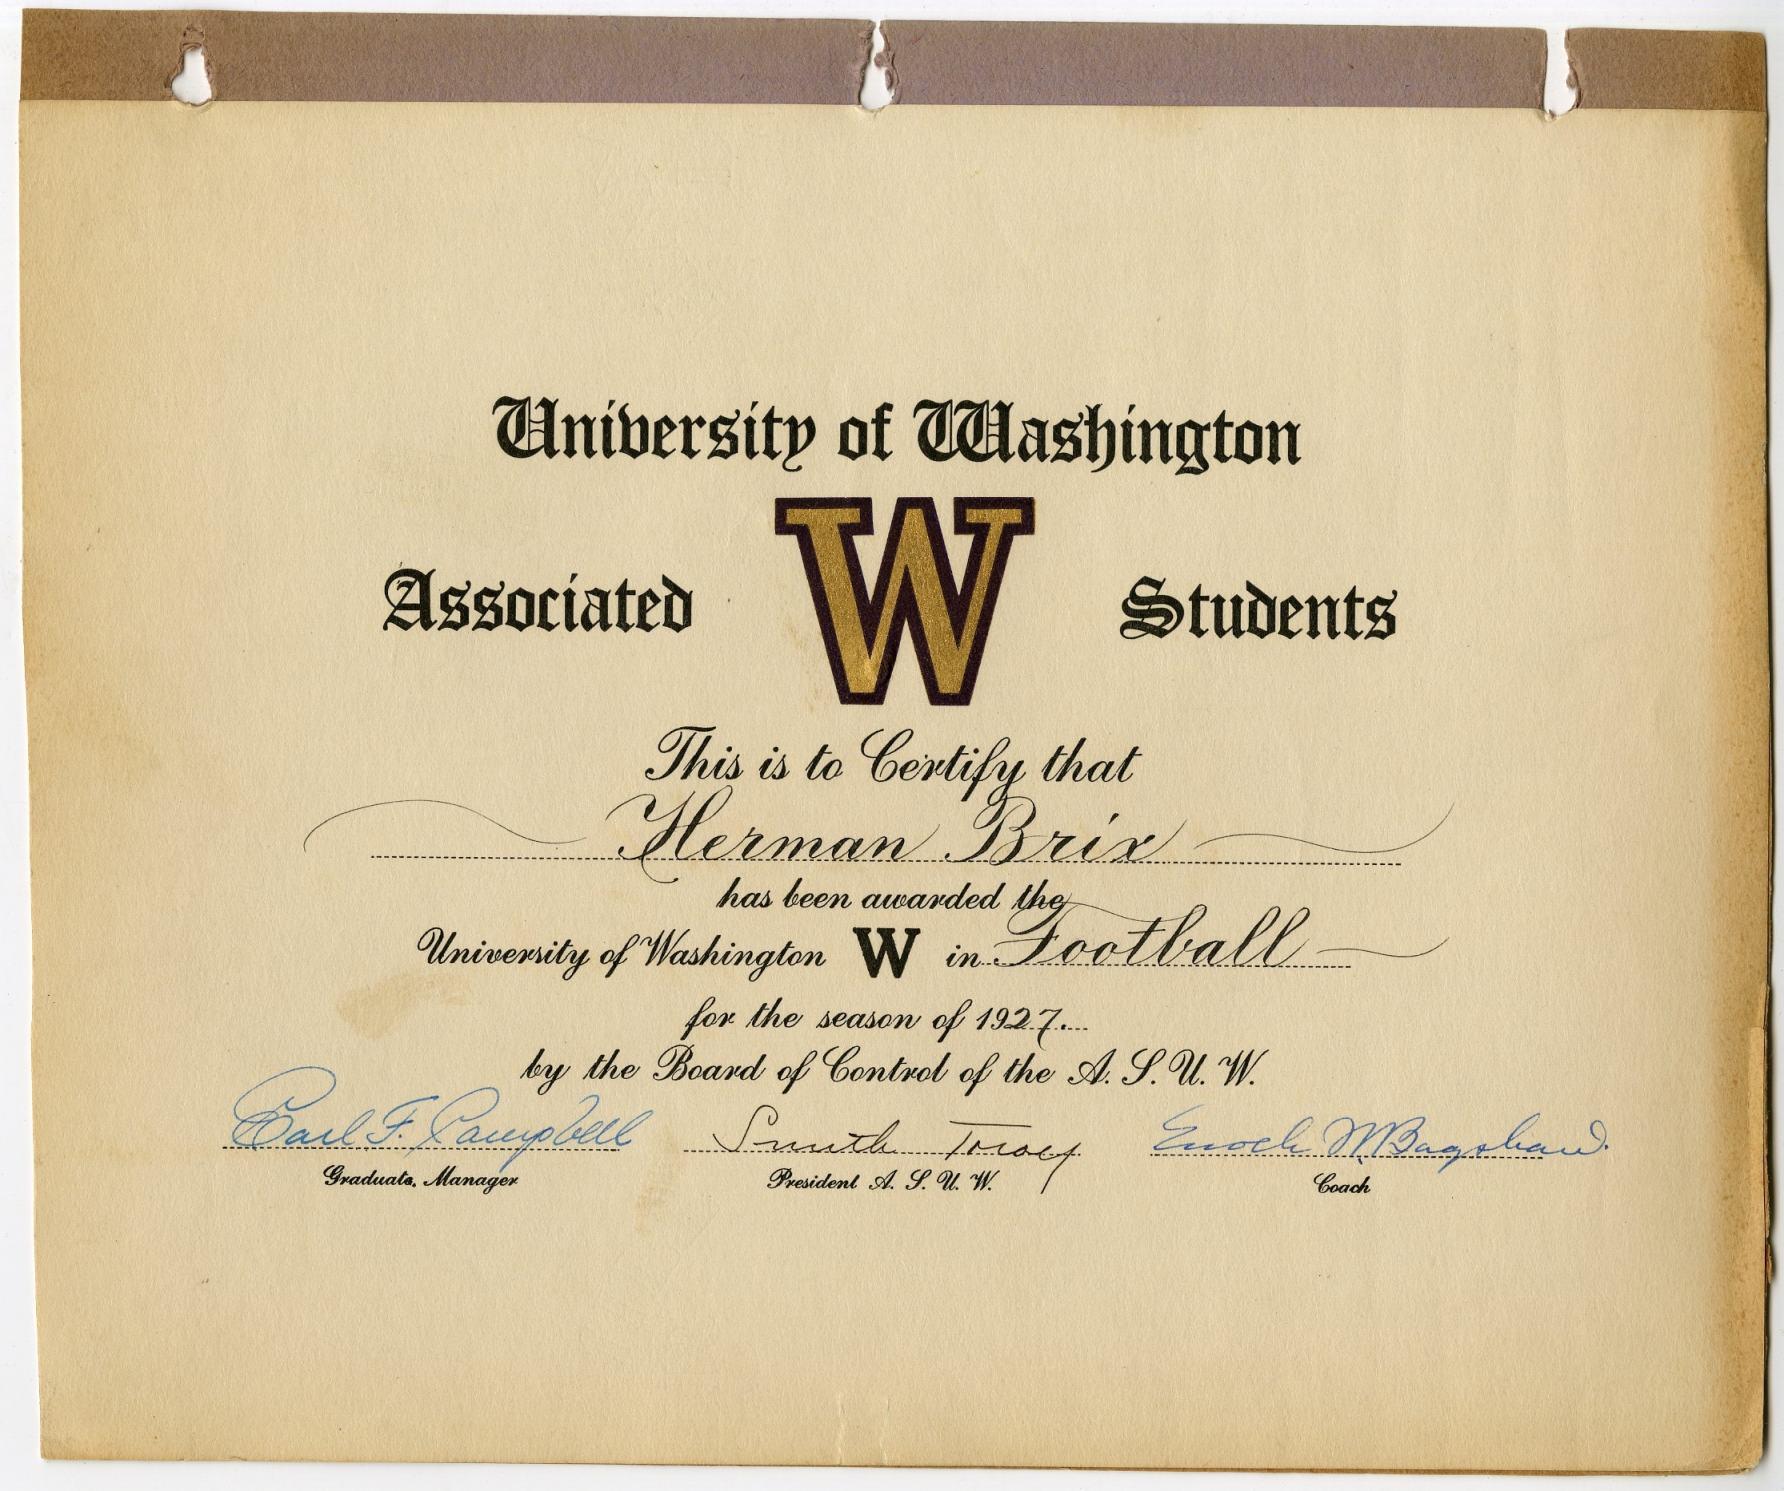 University of Washington
Associated W Students
This is to Certify that
Herman Brix
has been awarded the
University of Washington W in Football
for the season of 1927.
by the Board of Control of the A. S. U. W.
Earl F. Campbell Smith Troy Enoch W. Bagshaw.
Graduate Manager President A. S. U. W. Coach